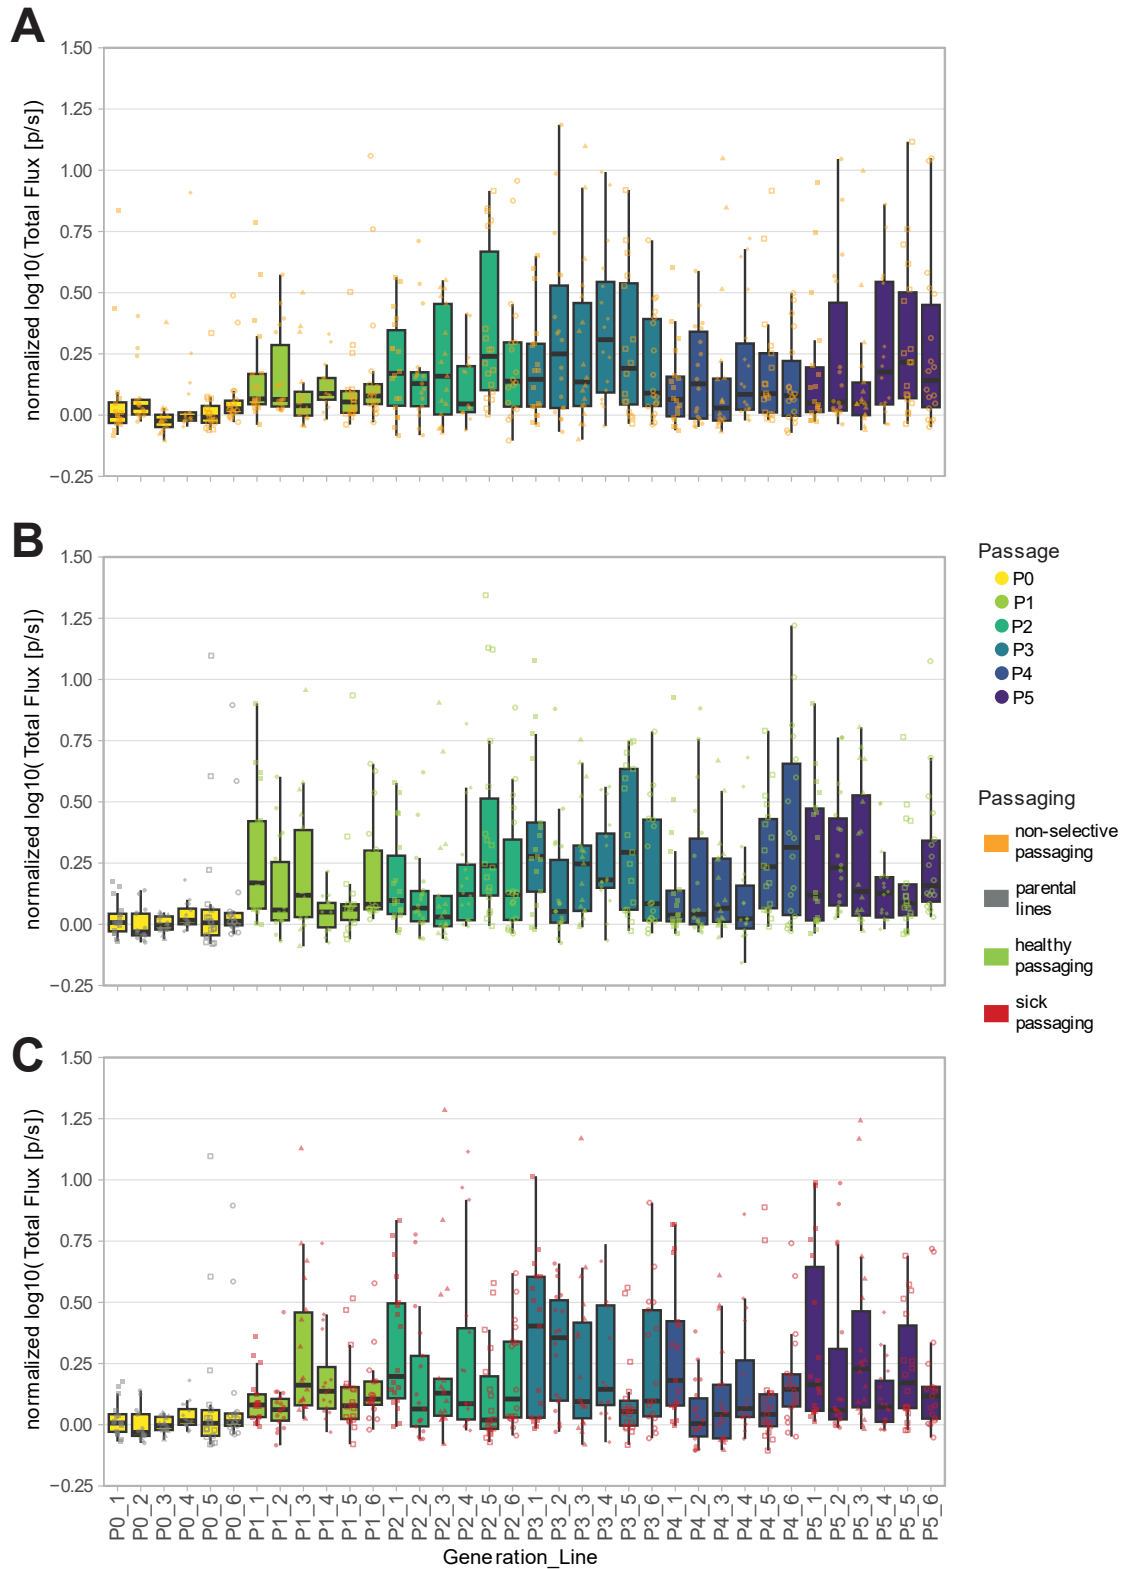 A
1.50
1.25
1.00
0.75
0.50
0.25
0.00
−0.25
normalized log10( Total Flux [p/s])
B
1.50
1.25
1.00
0.75
0.50
0.25
0.00
−0.25
normalized log10( Total Flux [p/s])
Passage
P0
P1
P2
P3
P4
P5
Passaging
non-selective
passaging
parental
lines
healthy
passaging
sick
passaging
C
1.50
1.25
1.00
0.75
0.50
0.25
0.00
−0.25
normalized log10( Total Flux [p/s])
P0_1
P0_2
P0_3
P0_4
P0_5
P0_6
P1_1
P1_2
P1_3
P1_4
P1_5
P1_6
P2_1
P2_2
P2_3
P2_4
P2_5
P2_6
P3_1
P3_2
P3_3
P3_4
P3_5
P3_6
P4_1
P4_2
P4_3
P4_4
P4_5
P4_6
P5_1
P5_2
P5_3
P5_4
P5_5
P5_6
Generation_Line